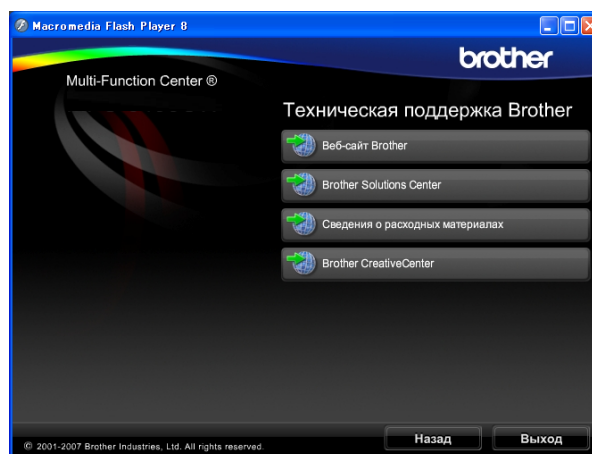 Macromedia Flash Player 8
brother
Multi-Function Center ®
Техническая поддержка Brother
Веб-сайт Brother
Brother Solutions Center
Сведения о расходных материалах
Brother CreativeCenter
Назад
Выход
© 2001-2007 Brother Industries, Ltd. All rights reserved.